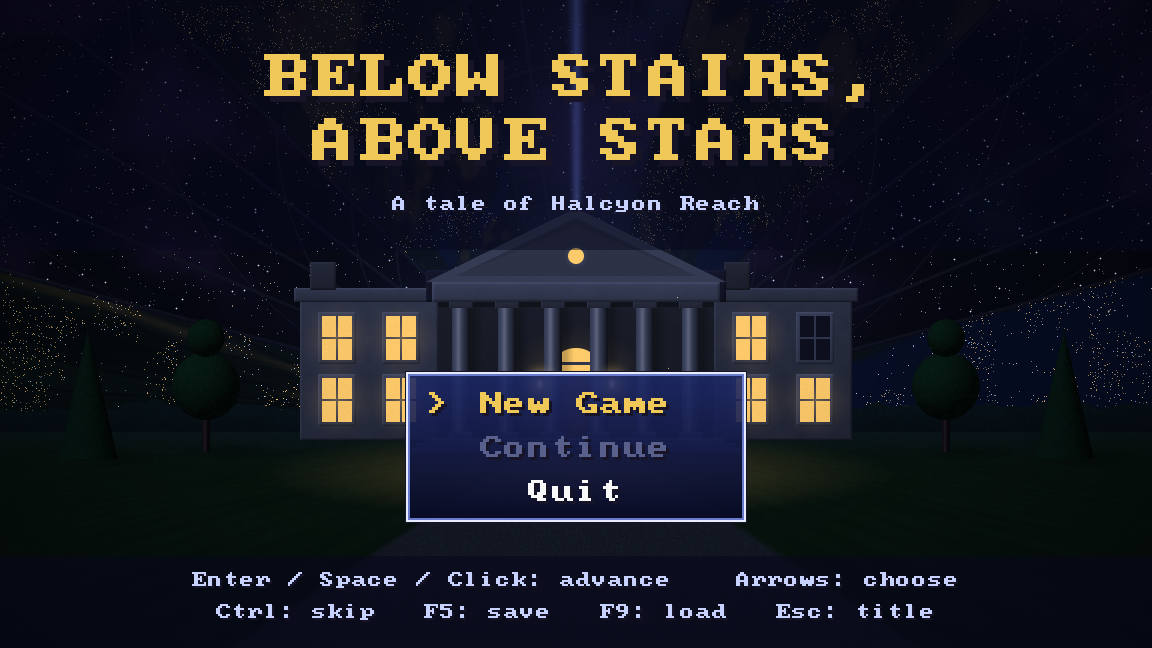 BELOW STAIRS,
ABOVE STARS
A tale of Halcyon Reach
> New Game
Continue
Quit
Enter / Space / Click: advance Arrows: choose
Ctrl: skip F5: save F9: load Esc: title